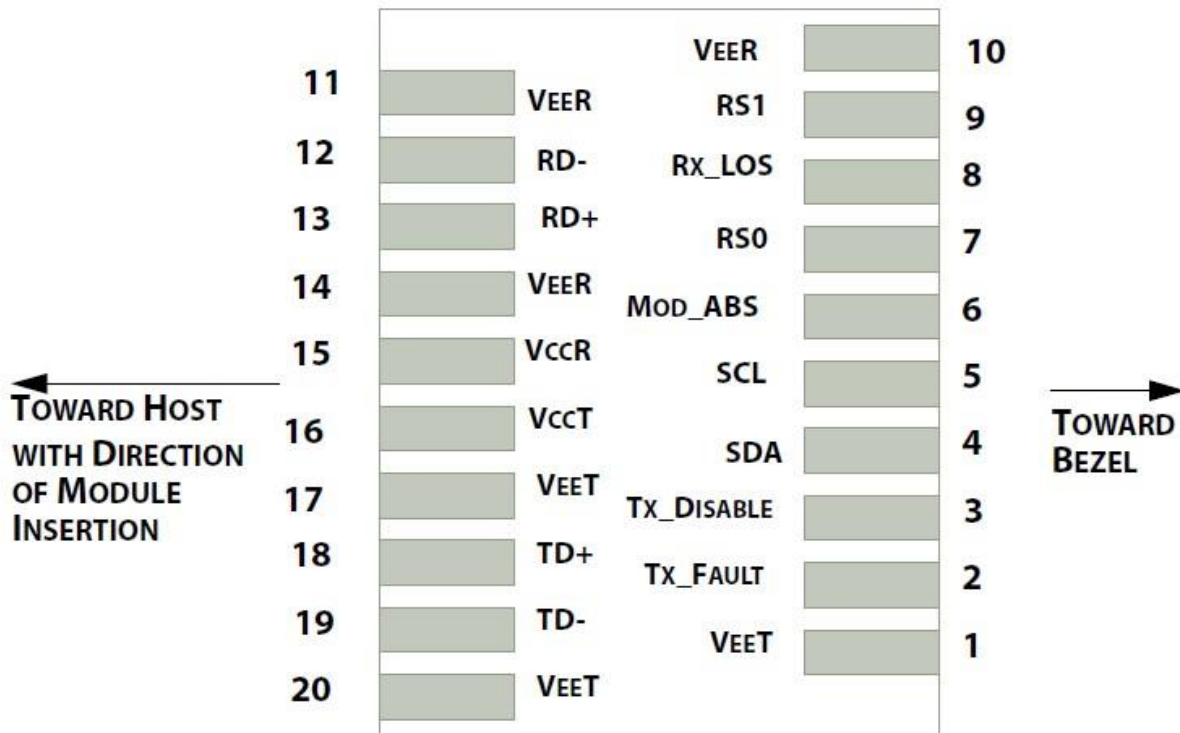 VEER 10
11 VEER
RS1 9
12 RD-
RX_LOS 8
13 RD+
RS0 7
14 VEER
MOD_ABS 6
15 VCCR
SCL 5
TOWARD HOST
WITH DIRECTION
OF MODULE
INSERTION
16 VCCT
TOWARD
BEZEL
SDA 4
17 VEET
TX_DISABLE 3
18 TD+
TX_FAULT 2
19 TD-
VEET 1
20 VEET